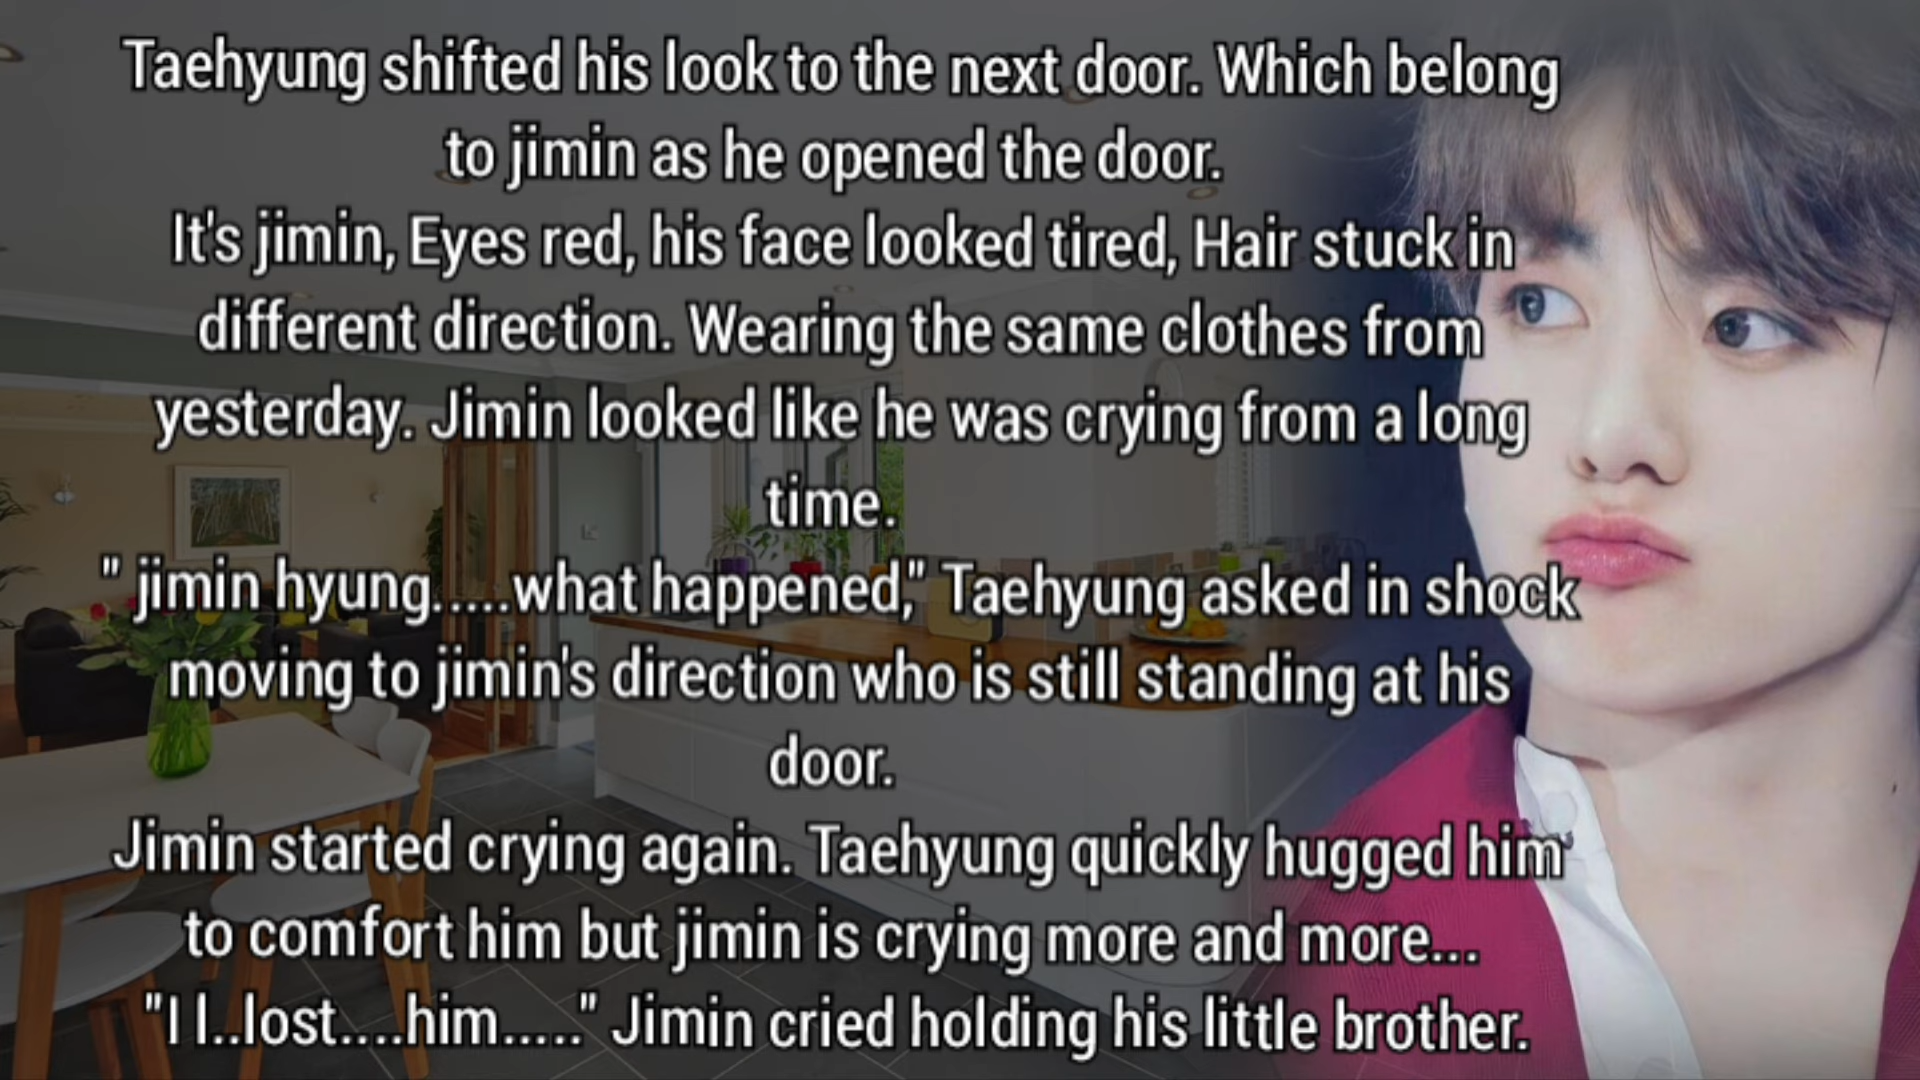 Taehyung shifted his look to the next door. Which belong
to jimin as he opened the door.
It's jimin, Eyes red, his face looked tired, Hair stuck in
different direction. Wearing the same clothes from
yesterday. Jimin looked like he was crying from a long
time.
" jimin hyung.....what happened," Taehyung asked in shock
moving to jimin's direction who is still standing at his
door.
Jimin started crying again. Taehyung quickly hugged him
to comfort him but jimin is crying more and more...
"I l..lost....him....." Jimin cried holding his little brother.